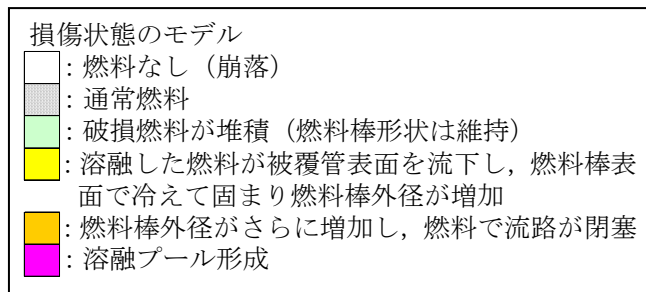 損傷状態のモデル
：燃料なし（崩落）
：通常燃料
：破損燃料が堆積（燃料棒形状は維持）
：溶融した燃料が被覆管表面を流下し，燃料棒表
面で冷えて固まり燃料棒外径が増加
：燃料棒外径がさらに増加し，燃料で流路が閉塞
：溶融プール形成